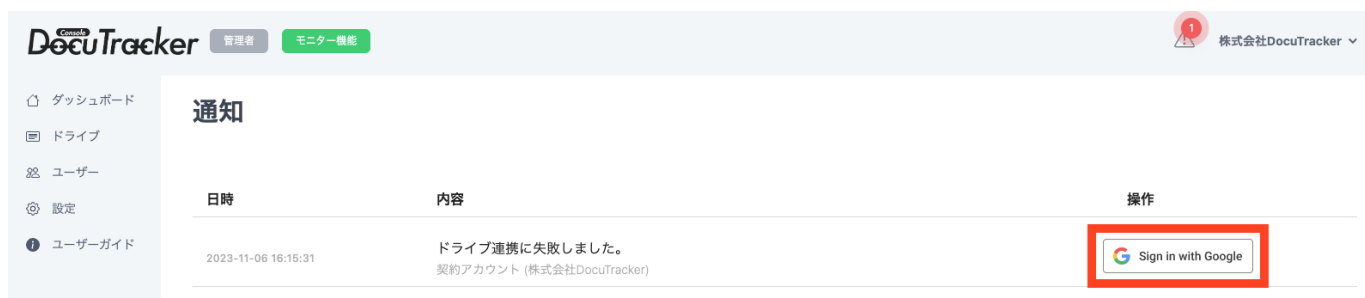 Console
DocuTracker 管理者 モニター機能 1 株式会社DocuTracker
ダッシュボード
ドライブ
ユーザー
設定
ユーザーガイド
通知
日時 内容 操作
2023-11-06 16:15:31 ドライブ連携に失敗しました。 Sign in with Google
契約アカウント (株式会社DocuTracker)